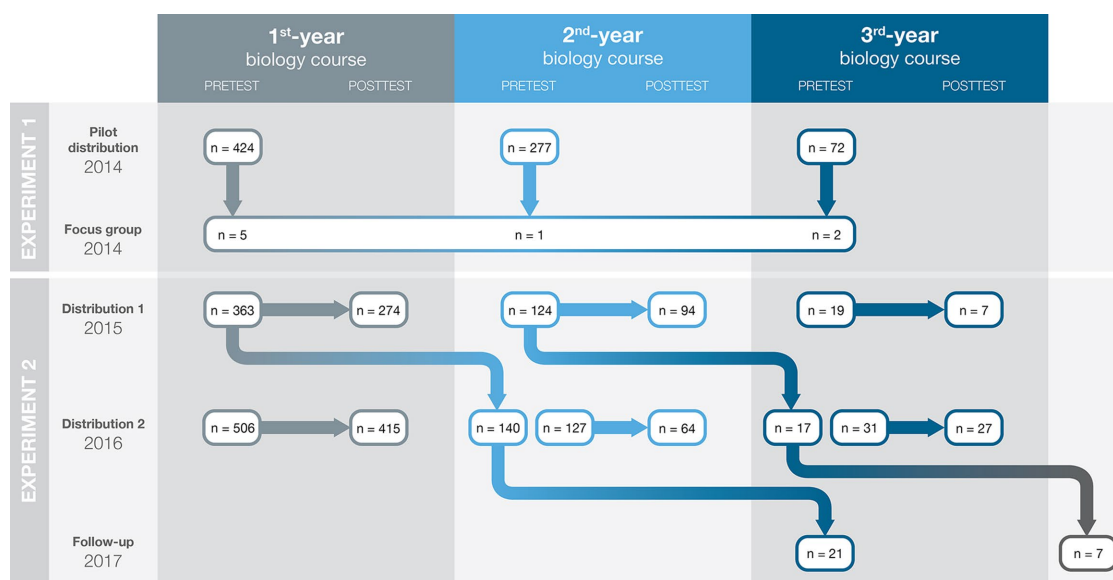 1st-year
biology course
PRETEST POSTTEST
2nd-year
biology course
PRETEST POSTTEST
3rd-year
biology course
PRETEST POSTTEST
EXPERIMENT 1
Pilot
distribution
2014
n = 424
n = 277
n = 72
Focus group
2014
n = 5
n = 1
n = 2
EXPERIMENT 2
Distribution 1
2015
n = 363
n = 274
n = 124
n = 94
n = 19
n = 7
Distribution 2
2016
n = 506
n = 415
n = 140
n = 127
n = 64
n = 17
n = 31
n = 27
Follow-up
2017
n = 21
n = 7